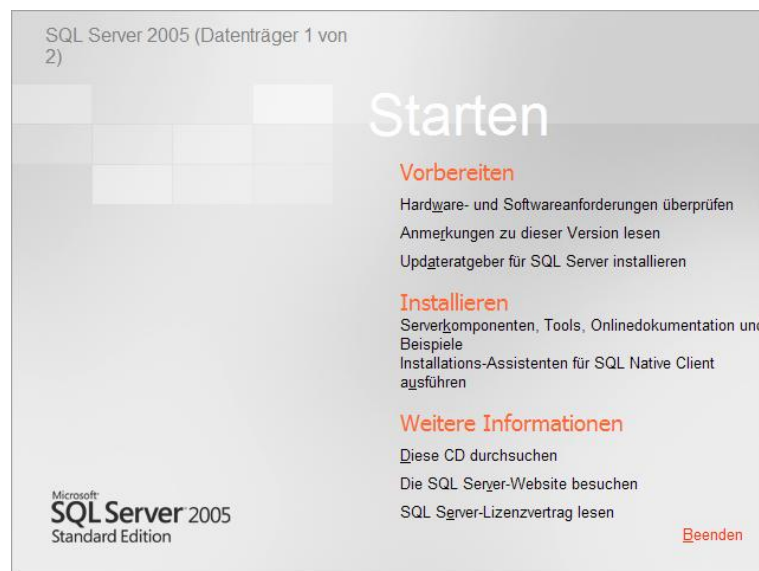 SQL Server 2005 (Datenträger 1 von
2)
Starten
Vorbereiten
Hardware- und Softwareanforderungen überprüfen
Anmerkungen zu dieser Version lesen
Updateratgeber für SQL Server installieren
Installieren
Serverkomponenten, Tools, Onlinedokumentation und
Beispiele
Installations-Assistenten für SQL Native Client
ausführen
Weitere Informationen
Diese CD durchsuchen
Die SQL Server-Website besuchen
SQL Server-Lizenzvertrag lesen
Beenden
Microsoft
SQL Server 2005
Standard Edition